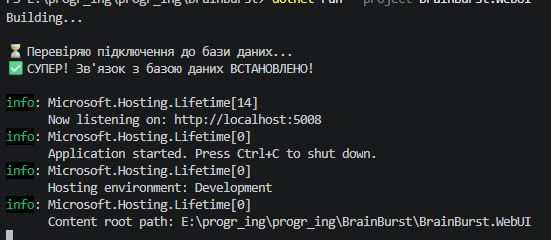 PS E:\progr_ing\progr_ing\BrainBurst> dotnet run --project BrainBurst.WebUI
Building...
⏳ Перевіряю підключення до бази даних...
✅ СУПЕР! Зв'язок з базою даних ВСТАНОВЛЕНО!
info: Microsoft.Hosting.Lifetime[14]
Now listening on: http://localhost:5008
info: Microsoft.Hosting.Lifetime[0]
Application started. Press Ctrl+C to shut down.
info: Microsoft.Hosting.Lifetime[0]
Hosting environment: Development
info: Microsoft.Hosting.Lifetime[0]
Content root path: E:\progr_ing\progr_ing\BrainBurst\BrainBurst.WebUI